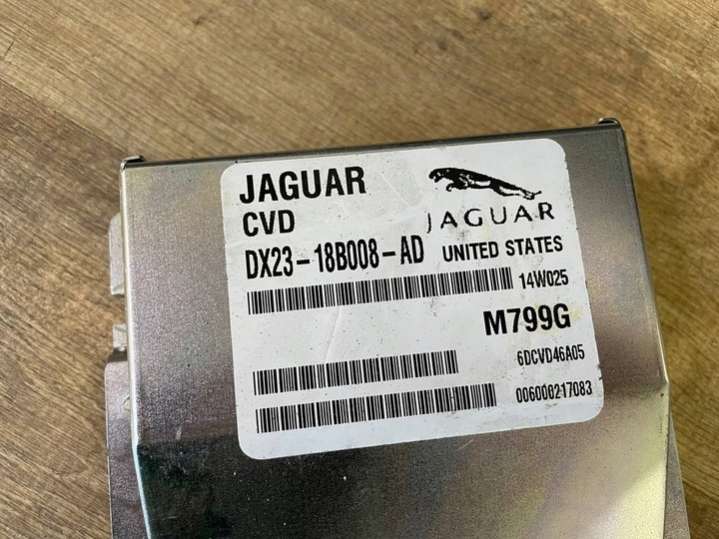 JAGUAR
CVD
JAGUAR
DX23-18B008-AD UNITED STATES
14W025
M799G
6DCVD46A05
006000217083